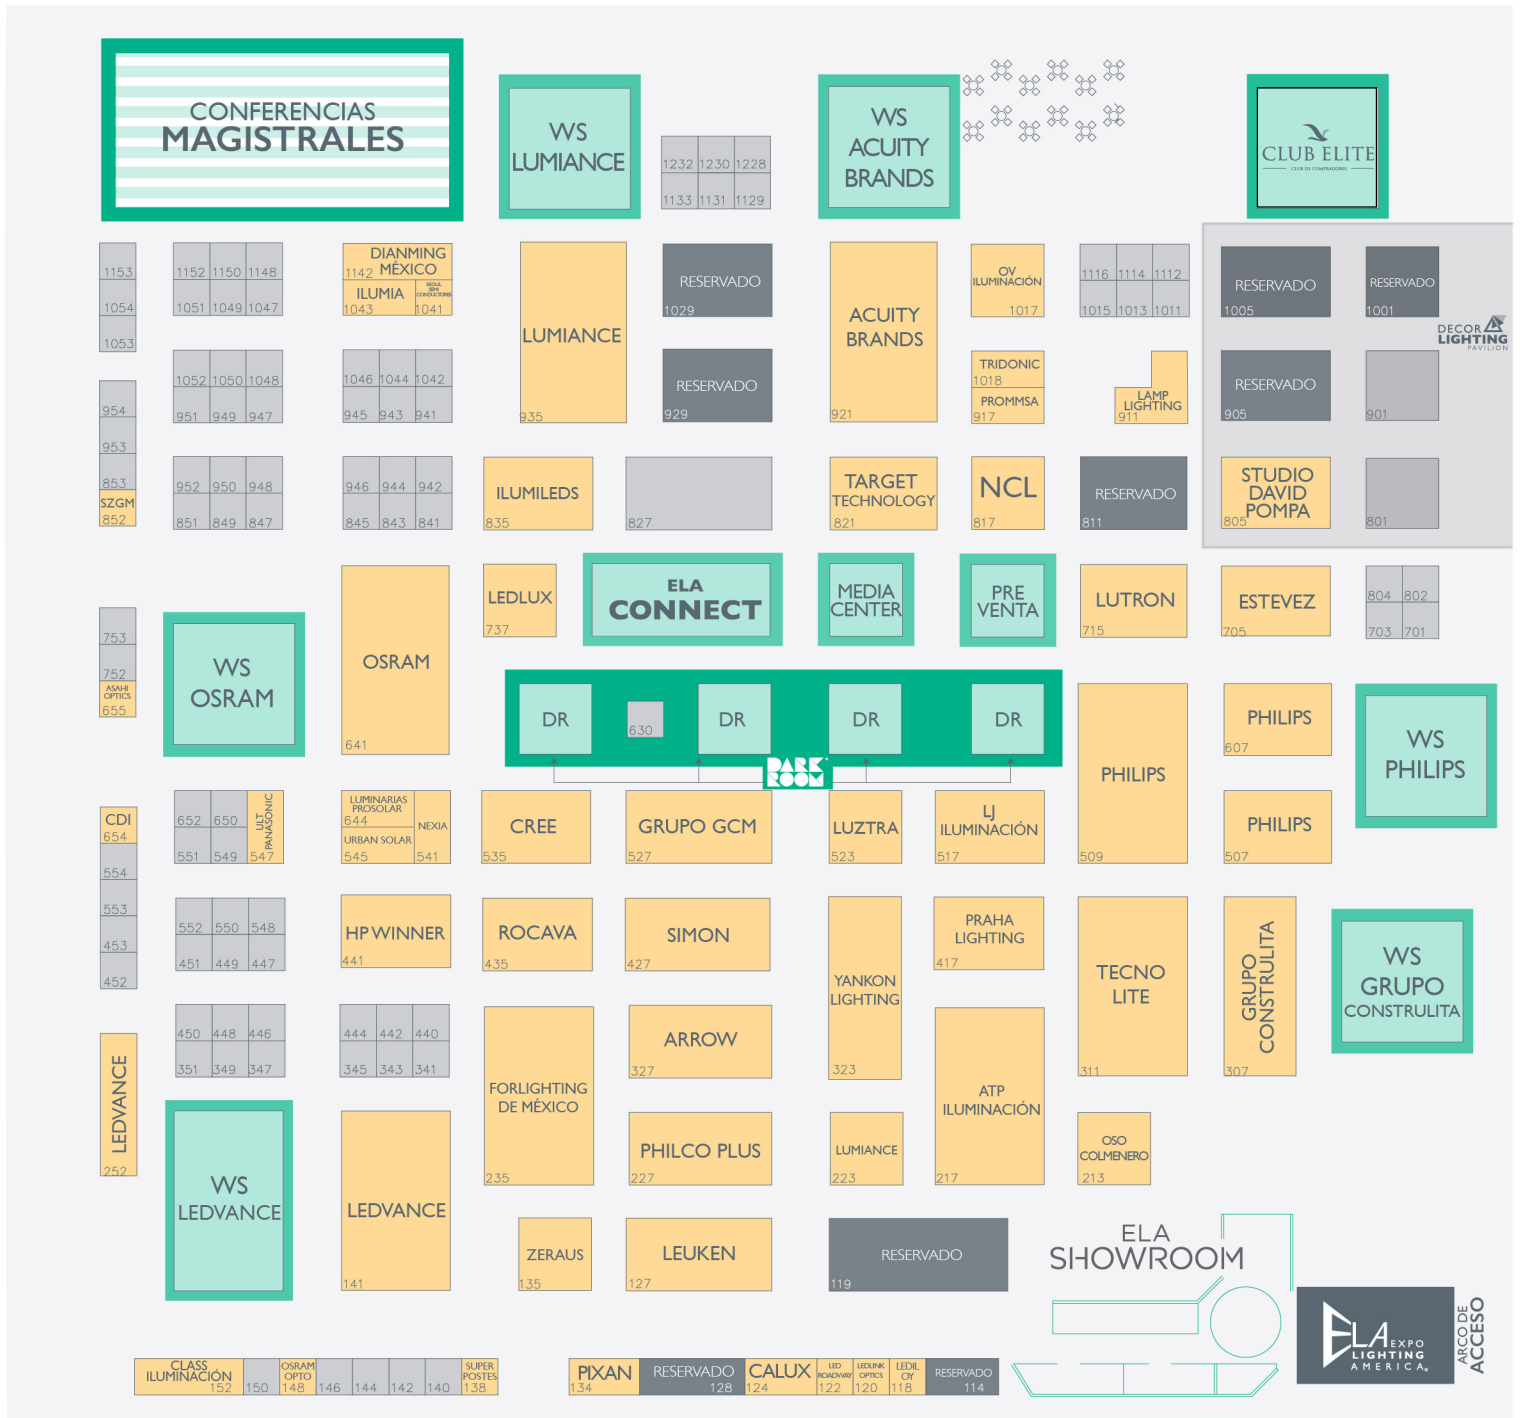 CONFERENCIAS
MAGISTRALES
WS
LUMIANCE
1232 1230 1228
1133 1131 1129
WS
ACUITY
BRANDS
CLUB ELITE
CLUB DE COMPRADORES
1153
1054
1053
1152 1150 1148
1051 1049 1047
DIANMING
MÉXICO
1142
ILUMIA
1043
SEOUL
SEMI
CONDUCTORES
1041
LUMIANCE
935
RESERVADO
1029
ACUITY
BRANDS
921
OV
ILUMINACIÓN
1017
1116 1114 1112
1015 1013 1011
RESERVADO
1005
RESERVADO
1001
DECOR
LIGHTING
PAVILION
1052 1050 1048
951 949 947
1046 1044 1042
945 943 941
RESERVADO
929
TRIDONIC
1018
PROMMSA
917
LAMP
LIGHTING
911
RESERVADO
905
901
954
953
853
SZGM
852
952 950 948
851 849 847
946 944 942
845 843 841
ILUMILEDS
835
827
TARGET
TECHNOLOGY
821
NCL
817
RESERVADO
811
STUDIO
DAVID
POMPA
805
801
LEDLUX
737
ELA
CONNECT
MEDIA
CENTER
PRE
VENTA
LUTRON
715
ESTEVEZ
705
804 802
703 701
753
752
ASAHI
OPTICS
655
WS
OSRAM
OSRAM
641
DR
630
DR
DR
DR
DARK
ROOM
PHILIPS
509
PHILIPS
607
WS
PHILIPS
CDI
654
554
553
453
452
652 650
551 549
ULT
PANASONIC
547
LUMINARIAS
PROSOLAR
644
URBAN SOLAR
545
NEXIA
541
CREE
535
GRUPO GCM
527
LUZTRA
523
LJ
ILUMINACIÓN
517
PHILIPS
507
552 550 548
451 449 447
HP WINNER
441
ROCAVA
435
SIMON
427
YANKON
LIGHTING
323
PRAHA
LIGHTING
417
TECNO
LITE
311
GRUPO
CONSTRULITA
307
WS
GRUPO
CONSTRULITA
450 448 446
351 349 347
444 442 440
345 343 341
FORLIGHTING
DE MÉXICO
235
ARROW
327
ATP
ILUMINACIÓN
217
LEDVANCE
252
WS
LEDVANCE
LEDVANCE
141
PHILCO PLUS
227
LUMIANCE
223
OSO
COLMENERO
213
ZERAUS
135
LEUKEN
127
RESERVADO
119
ELA
SHOWROOM
ELA EXPO
LIGHTING
AMERICA®
ARCO DE
ACCESO
CLASS
ILUMINACIÓN
152
150
OSRAM
OPTO
148
146
144
142
140
SUPER
POSTES
138
PIXAN
134
RESERVADO
128
CALUX
124
LED
ROADWAY
122
LEDLINK
OPTICS
120
LEDIL
OY
118
RESERVADO
114